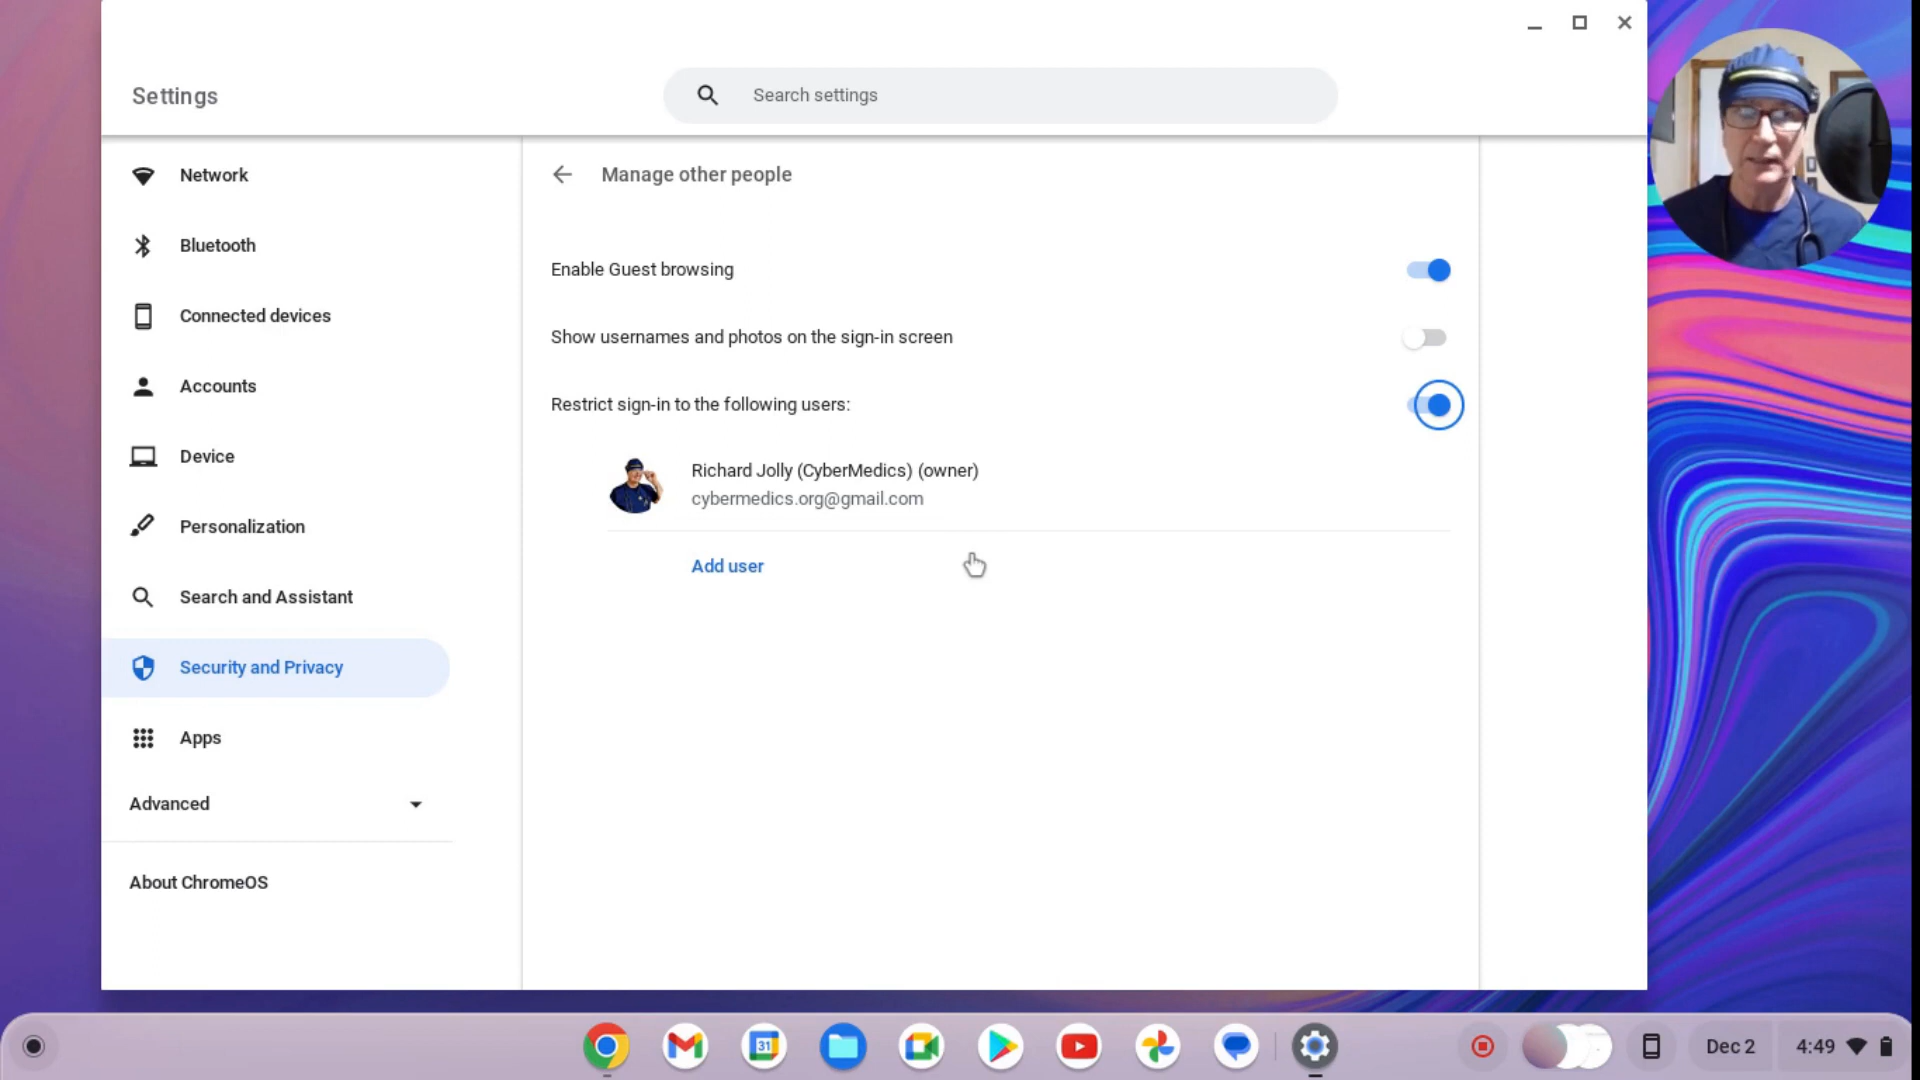 Settings
Search settings
Network
Bluetooth
Connected devices
Accounts
Device
Personalization
Search and Assistant
Security and Privacy
Apps
Advanced
About ChromeOS
Manage other people
Enable Guest browsing
Show usernames and photos on the sign-in screen
Restrict sign-in to the following users:
Richard Jolly (CyberMedics) (owner)
cybermedics.org@gmail.com
Add user
31
Dec 2
4:49